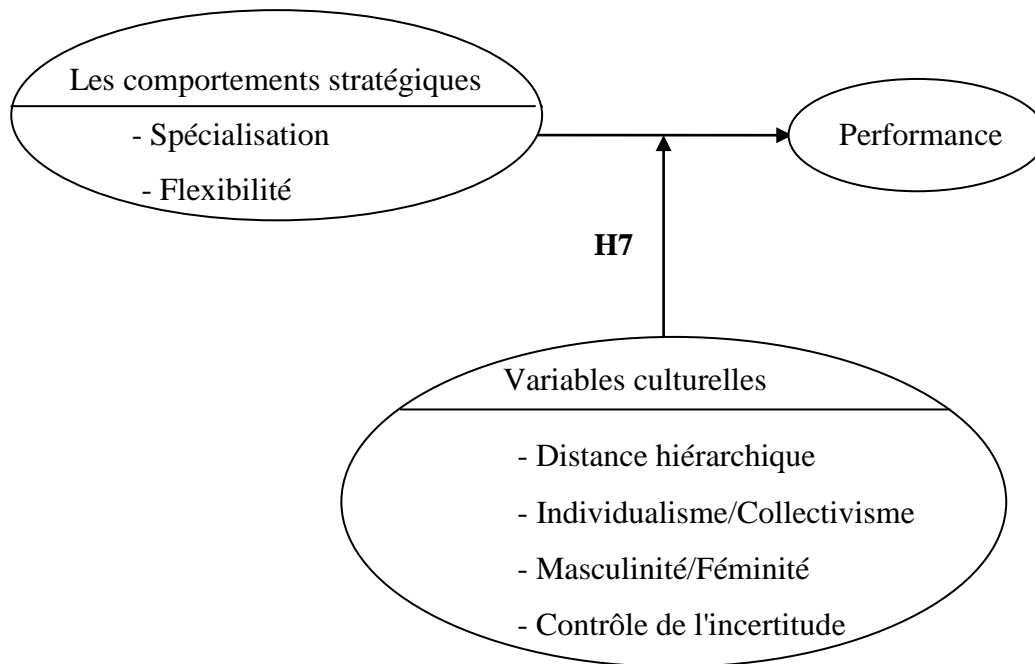 Les comportements stratégiques
- Spécialisation
- Flexibilité
Performance
H7
Variables culturelles
- Distance hiérarchique
- Individualisme/Collectivisme
- Masculinité/Féminité
- Contrôle de l'incertitude